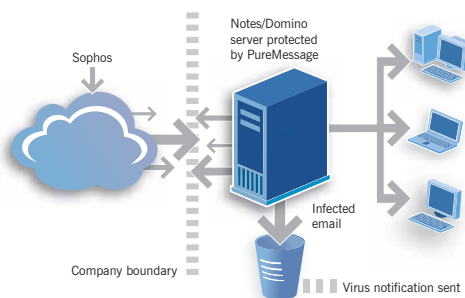 Notes/Domino
server protected
by PureMessage
Sophos
Infected
email
Company boundary
Virus notification sent